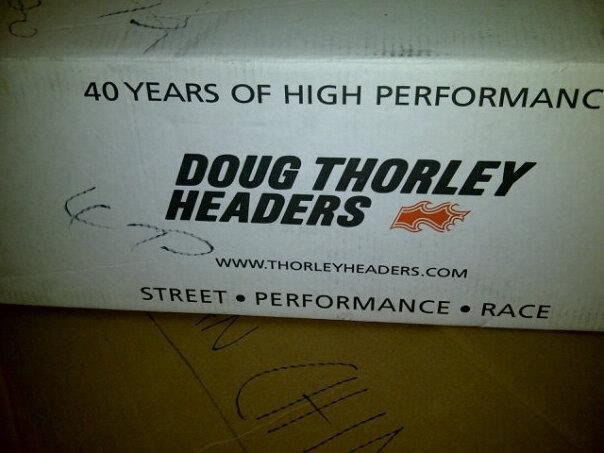 40 YEARS OF HIGH PERFORMANC
DOUG THORLEY
HEADERS
WWW.THORLEYHEADERS.COM
STREET • PERFORMANCE • RACE